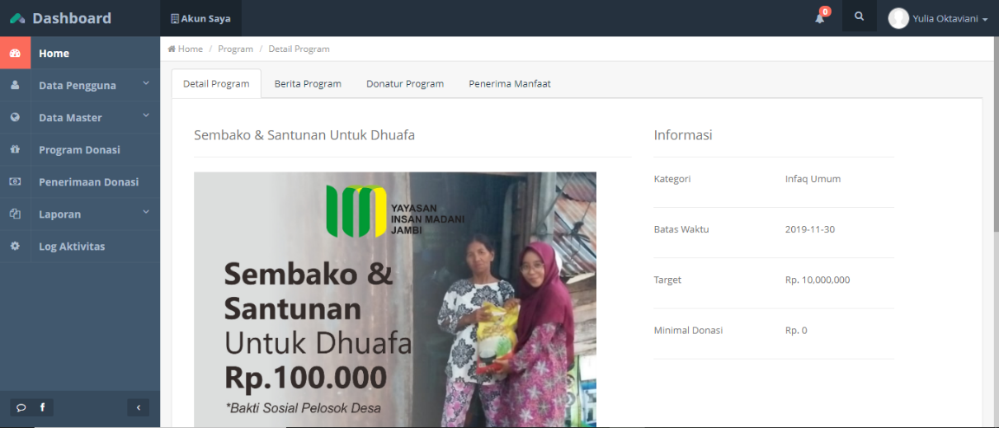 Dashboard
Akun Saya
0
Yulia Oktaviani
Home
Data Pengguna
Data Master
Program Donasi
Penerimaan Donasi
Laporan
Log Aktivitas
f
Home / Program / Detail Program
Detail Program
Berita Program
Donatur Program
Penerima Manfaat
Sembako & Santunan Untuk Dhuafa
YAYASAN
INSAN MADANI
JAMBI
Sembako &
Santunan
Untuk Dhuafa
Rp.100.000
*Bakti Sosial Pelosok Desa
Informasi
Kategori Infaq Umum
Batas Waktu 2019-11-30
Target Rp. 10,000,000
Minimal Donasi Rp. 0